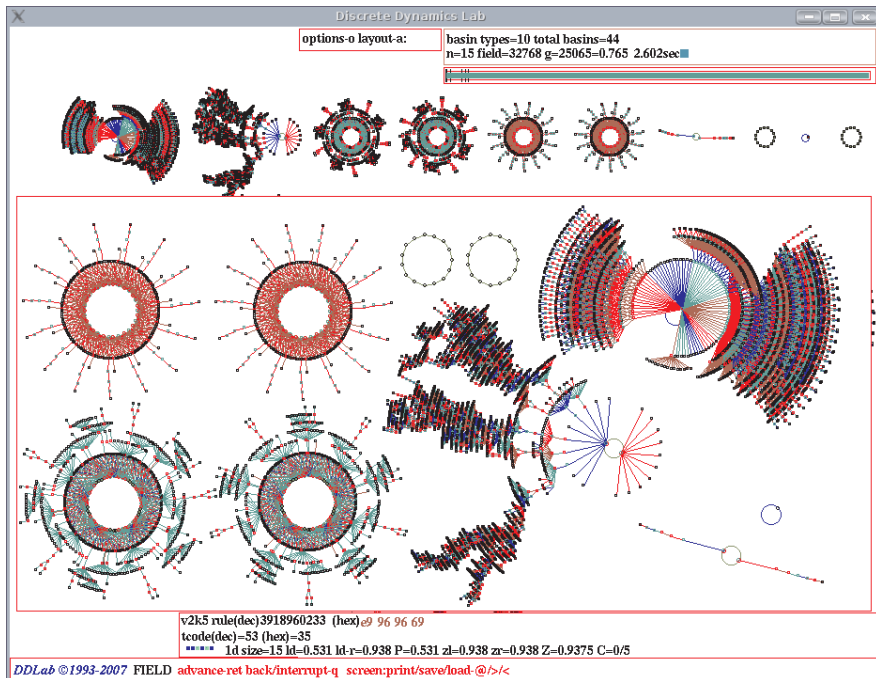 Discrete Dynamics Lab
options-o layout-a:
basin types=10 total basins=44
n=15 field=32768 g=25065=0.765 2.602sec
v2k5 rule(dec)3918960233 (hex)e9 96 96 69
tcode(dec)=53 (hex)=35
1d size=15 ld=0.531 ld-r=0.938 P=0.531 zl=0.938 zr=0.938 Z=0.9375 C=0/5
DDLab ©1993-2007 FIELD advance-ret back/interrupt-q screen:print/save/load-@/>/<